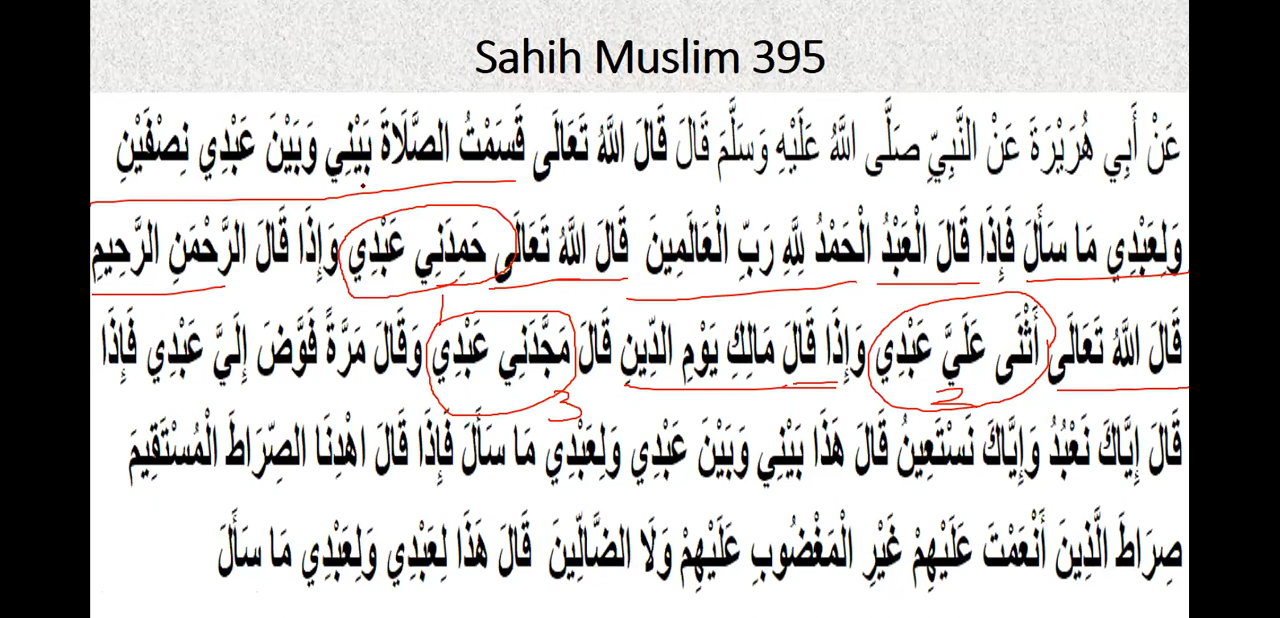 Sahih Muslim 395
عَنْ أَبِي هُرَيْرَةَ عَنْ النَّبِيِّ صَلَّى اللَّهُ عَلَيْهِ وَسَلَّمَ قَالَ قَالَ اللَّهُ تَعَالَى قَسَمْتُ الصَّلَاةَ بَيْنِي وَبَيْنَ عَبْدِي نِصْفَيْنِ
وَلِعَبْدِي مَا سَأَلَ فَإِذَا قَالَ الْعَبْدُ الْحَمْدُ لِلَّهِ رَبِّ الْعَالَمِينَ قَالَ اللَّهُ تَعَالَى حَمِدَنِي عَبْدِي وَإِذَا قَالَ الرَّحْمَنِ الرَّحِيمِ
قَالَ اللَّهُ تَعَالَى أَثْنَى عَلَيَّ عَبْدِي وَإِذَا قَالَ مَالِكِ يَوْمِ الدِّينِ قَالَ مَجَّدَنِي عَبْدِي وَقَالَ مَرَّةً فَوَّضَ إِلَيَّ عَبْدِي فَإِذَا
2
3
قَالَ إِيَّاكَ نَعْبُدُ وَإِيَّاكَ نَسْتَعِينُ قَالَ هَذَا بَيْنِي وَبَيْنَ عَبْدِي وَلِعَبْدِي مَا سَأَلَ فَإِذَا قَالَ اهْدِنَا الصِّرَاطَ الْمُسْتَقِيمَ
صِرَاطَ الَّذِينَ أَنْعَمْتَ عَلَيْهِمْ غَيْرِ الْمَغْضُوبِ عَلَيْهِمْ وَلَا الضَّالِّينَ قَالَ هَذَا لِعَبْدِي وَلِعَبْدِي مَا سَأَلَ